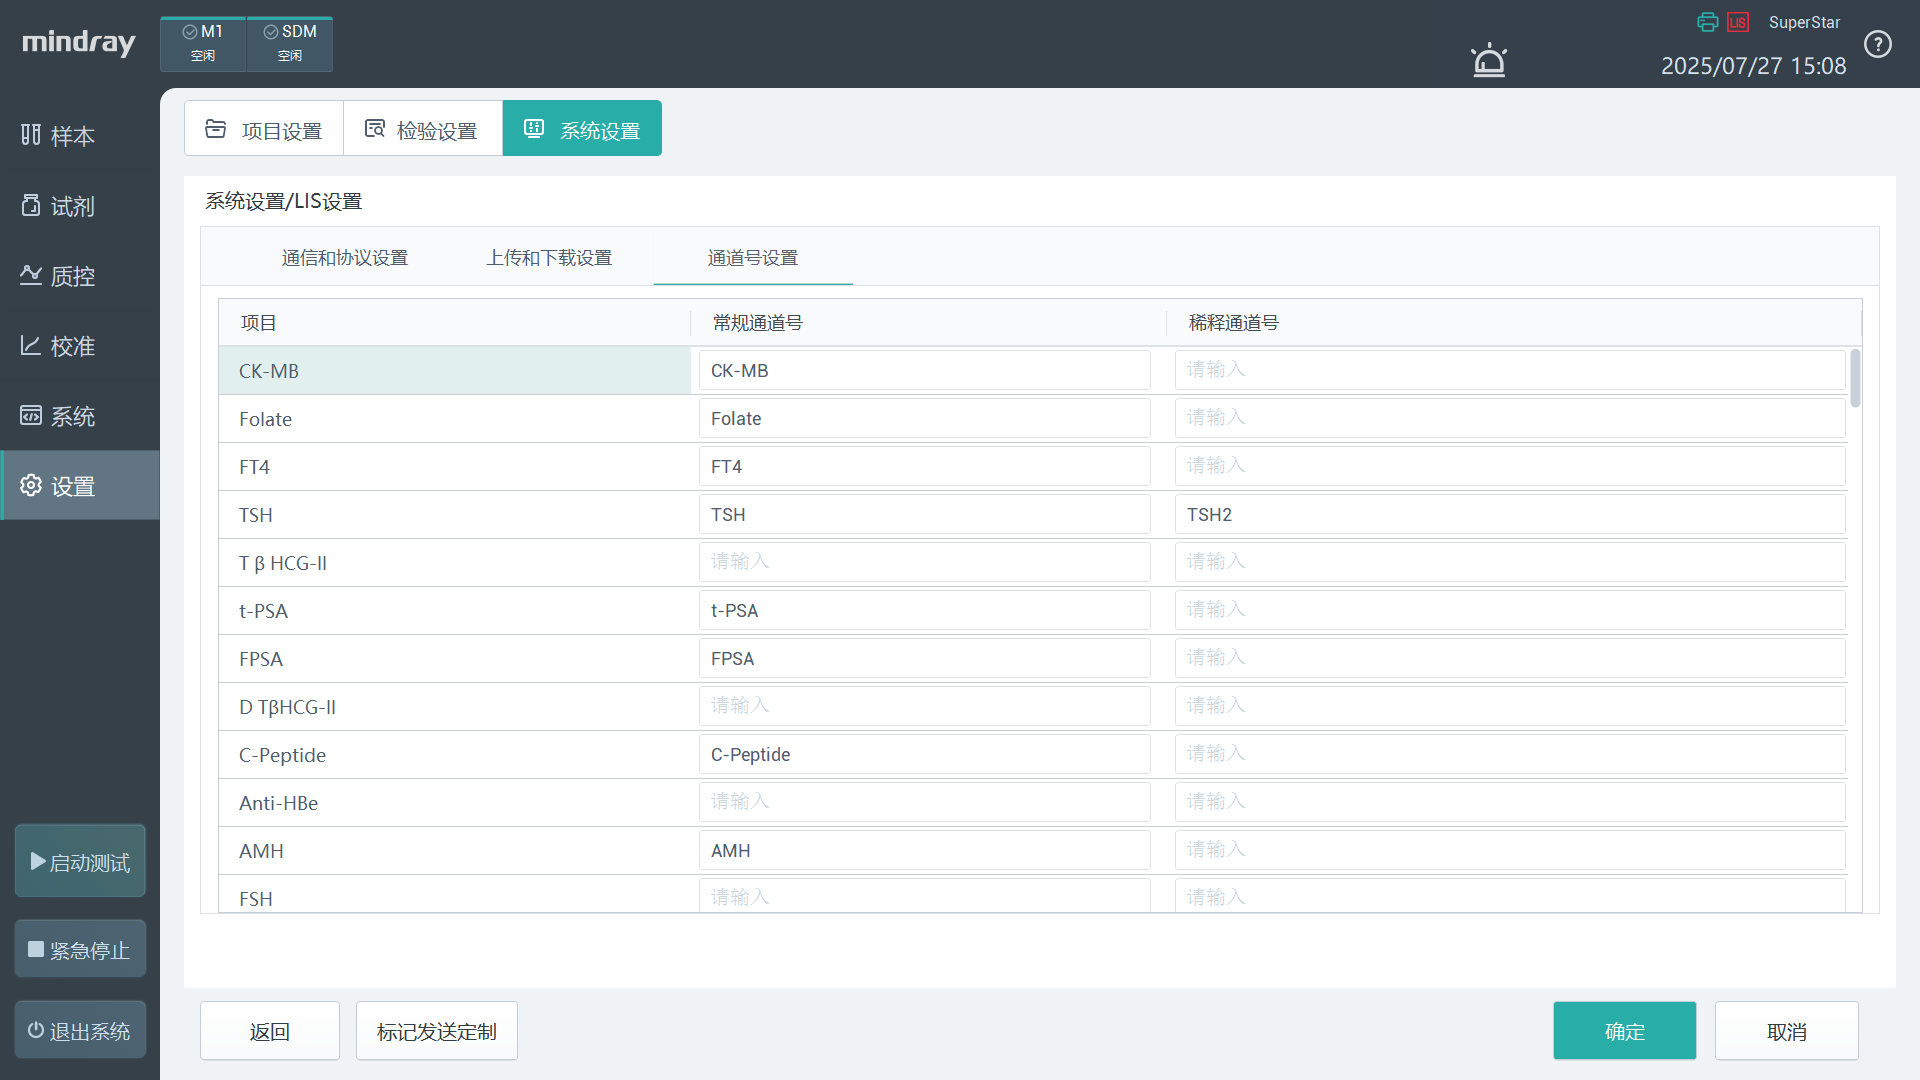 mindray
M1
空闲
SDM
空闲
LIS
SuperStar
2025/07/27 15:08
样本
试剂
质控
校准
系统
设置
启动测试
紧急停止
退出系统
项目设置
检验设置
系统设置
系统设置/LIS设置
通信和协议设置
上传和下载设置
通道号设置
项目 常规通道号 稀释通道号
CK-MB CK-MB 请输入
Folate Folate 请输入
FT4 FT4 请输入
TSH TSH TSH2
T β HCG-II 请输入 请输入
t-PSA t-PSA 请输入
FPSA FPSA 请输入
D TβHCG-II 请输入 请输入
C-Peptide C-Peptide 请输入
Anti-HBe 请输入 请输入
AMH AMH 请输入
FSH 请输入 请输入
返回
标记发送定制
确定
取消